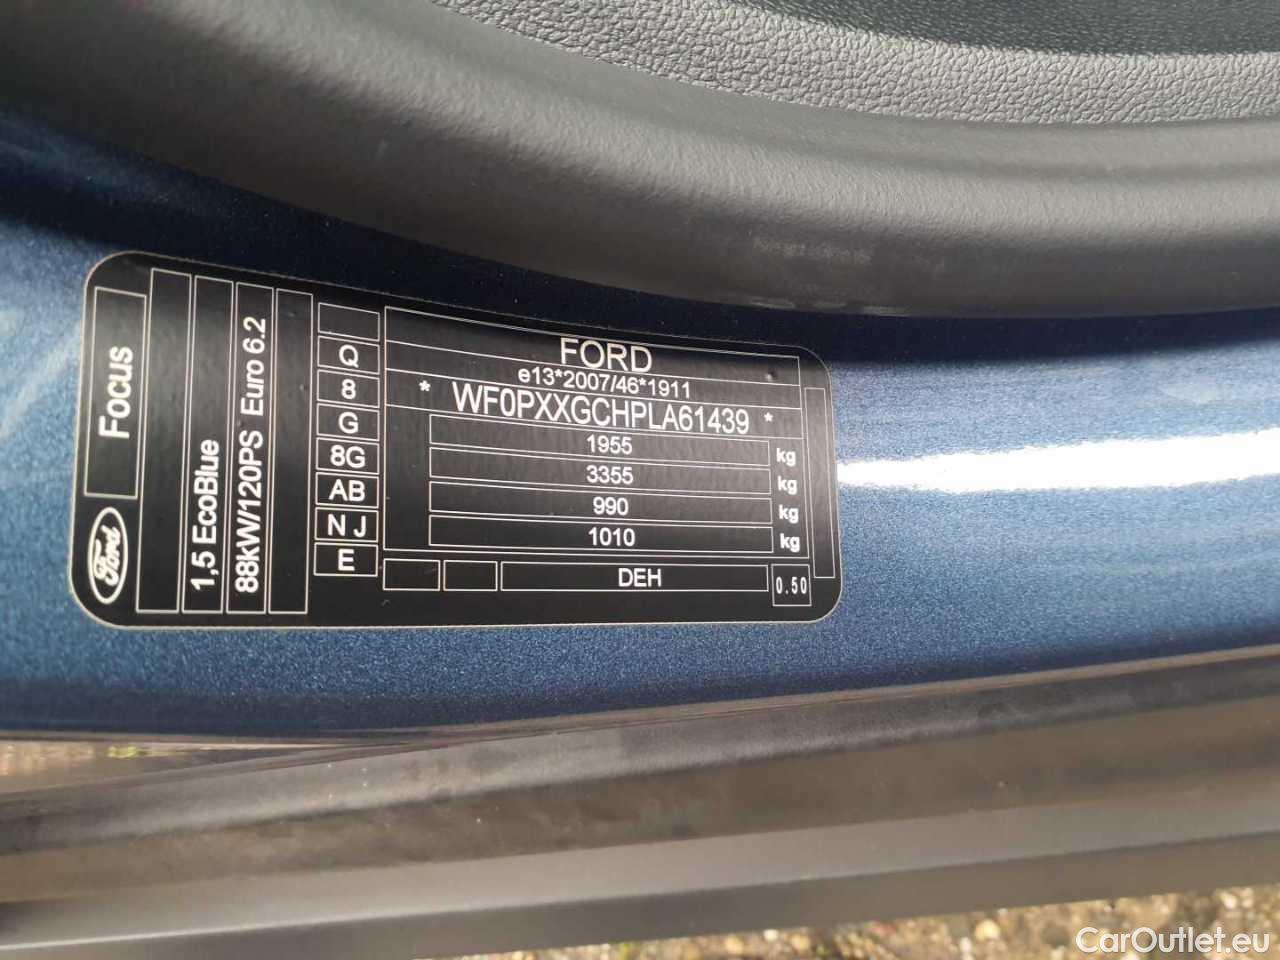 Focus
Ford
1,5 EcoBlue
88kW/120PS Euro 6.2
Q
8
G
8G
AB
N J
E
FORD
e13*2007/46*1911
* WF0PXXGCHPLA61439 *
1955 kg
3355 kg
990 kg
1010 kg
DEH
0.50
CarOutlet.eu